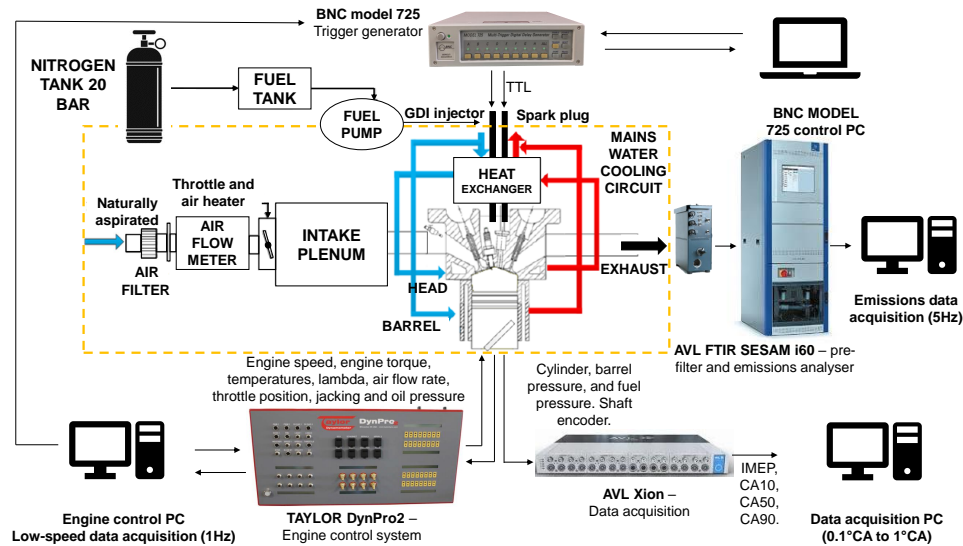 BNC model 725
Trigger generator
NITROGEN
TANK 20
BAR
FUEL
TANK
FUEL
PUMP
GDI injector
TTL
Spark plug
BNC MODEL
725 control PC
MAINS
WATER
COOLING
CIRCUIT
HEAT
EXCHANGER
Naturally
aspirated
Throttle and
air heater
AIR
FLOW
METER
INTAKE
PLENUM
AIR
FILTER
HEAD
BARREL
EXHAUST
Emissions data
acquisition (5Hz)
AVL FTIR SESAM i60 – pre-
filter and emissions analyser
Engine speed, engine torque,
temperatures, lambda, air flow rate,
throttle position, jacking and oil pressure
Cylinder, barrel
pressure, and fuel
pressure. Shaft
encoder.
Taylor
DynPro2
TAYLOR DynPro2 –
Engine control system
Engine control PC
Low-speed data acquisition (1Hz)
AVL Xion –
Data acquisition
IMEP,
CA10,
CA50,
CA90.
Data acquisition PC
(0.1°CA to 1°CA)